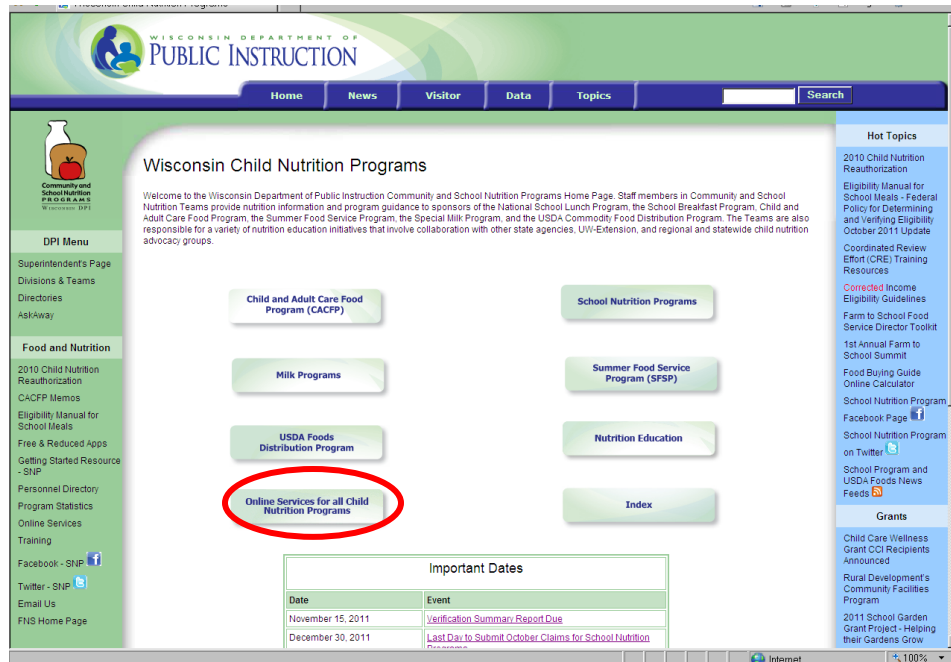 WISCONSIN DEPARTMENT OF
PUBLIC INSTRUCTION
Home
News
Visitor
Data
Topics
Search
Community and
School Nutrition
PROGRAMS
Wisconsin DPI
DPI Menu
Superintendent's Page
Divisions & Teams
Directories
AskAway
Food and Nutrition
2010 Child Nutrition
Reauthorization
CACFP Memos
Eligibility Manual for
School Meals
Free & Reduced Apps
Getting Started Resource
- SNP
Personnel Directory
Program Statistics
Online Services
Training
Facebook - SNP
Twitter - SNP
Email Us
FNS Home Page
Wisconsin Child Nutrition Programs
Welcome to the Wisconsin Department of Public Instruction Community and School Nutrition Programs Home Page. Staff members in Community and School
Nutrition Teams provide nutrition information and program guidance to sponsors of the National School Lunch Program, the School Breakfast Program, Child and
Adult Care Food Program, the Summer Food Service Program, the Special Milk Program, and the USDA Commodity Food Distribution Program. The Teams are also
responsible for a variety of nutrition education initiatives that involve collaboration with other state agencies, UW-Extension, and regional and statewide child nutrition
advocacy groups.
Child and Adult Care Food
Program (CACFP)
School Nutrition Programs
Milk Programs
Summer Food Service
Program (SFSP)
USDA Foods
Distribution Program
Nutrition Education
Online Services for all Child
Nutrition Programs
Index
Important Dates
Date Event
November 15, 2011 Verification Summary Report Due
December 30, 2011 Last Day to Submit October Claims for School Nutrition
Hot Topics
2010 Child Nutrition
Reauthorization
Eligibility Manual for
School Meals - Federal
Policy for Determining
and Verifying Eligibility
October 2011 Update
Coordinated Review
Effort (CRE) Training
Resources
Corrected Income
Eligibility Guidelines
Farm to School Food
Service Director Toolkit
1st Annual Farm to
School Summit
Food Buying Guide
Online Calculator
School Nutrition Program
Facebook Page
School Nutrition Program
on Twitter
School Program and
USDA Foods News
Feeds
Grants
Child Care Wellness
Grant CCI Recipients
Announced
Rural Development's
Community Facilities
Program
2011 School Garden
Grant Project - Helping
their Gardens Grow
Internet
100%